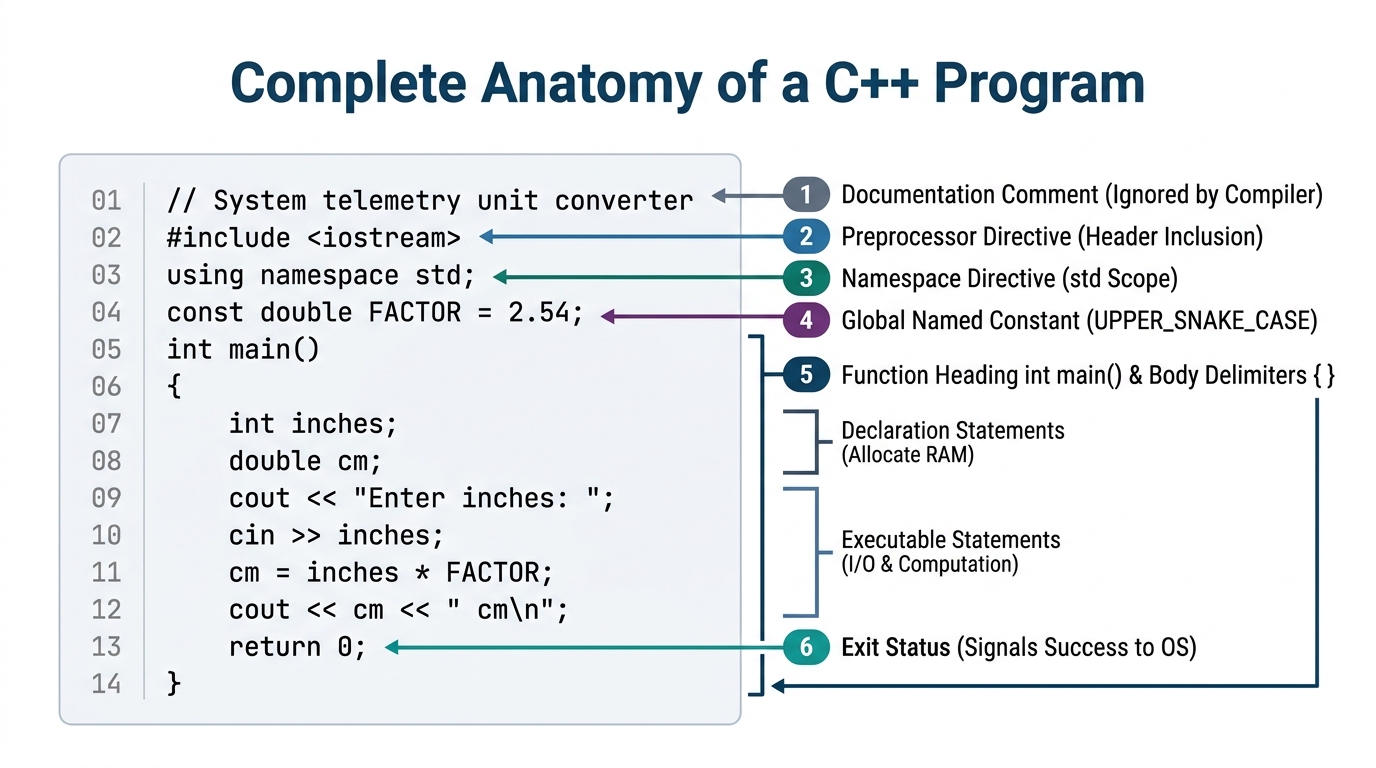 Complete Anatomy of a C++ Program
01 // System telemetry unit converter
02 #include <iostream>
03 using namespace std;
04 const double FACTOR = 2.54;
05 int main()
06 {
07     int inches;
08     double cm;
09     cout << "Enter inches: ";
10     cin >> inches;
11     cm = inches * FACTOR;
12     cout << cm << " cm\n";
13     return 0;
14 }
1 Documentation Comment (Ignored by Compiler)
2 Preprocessor Directive (Header Inclusion)
3 Namespace Directive (std Scope)
4 Global Named Constant (UPPER_SNAKE_CASE)
5 Function Heading int main() & Body Delimiters { }
Declaration Statements
(Allocate RAM)
Executable Statements
(I/O & Computation)
6 Exit Status (Signals Success to OS)